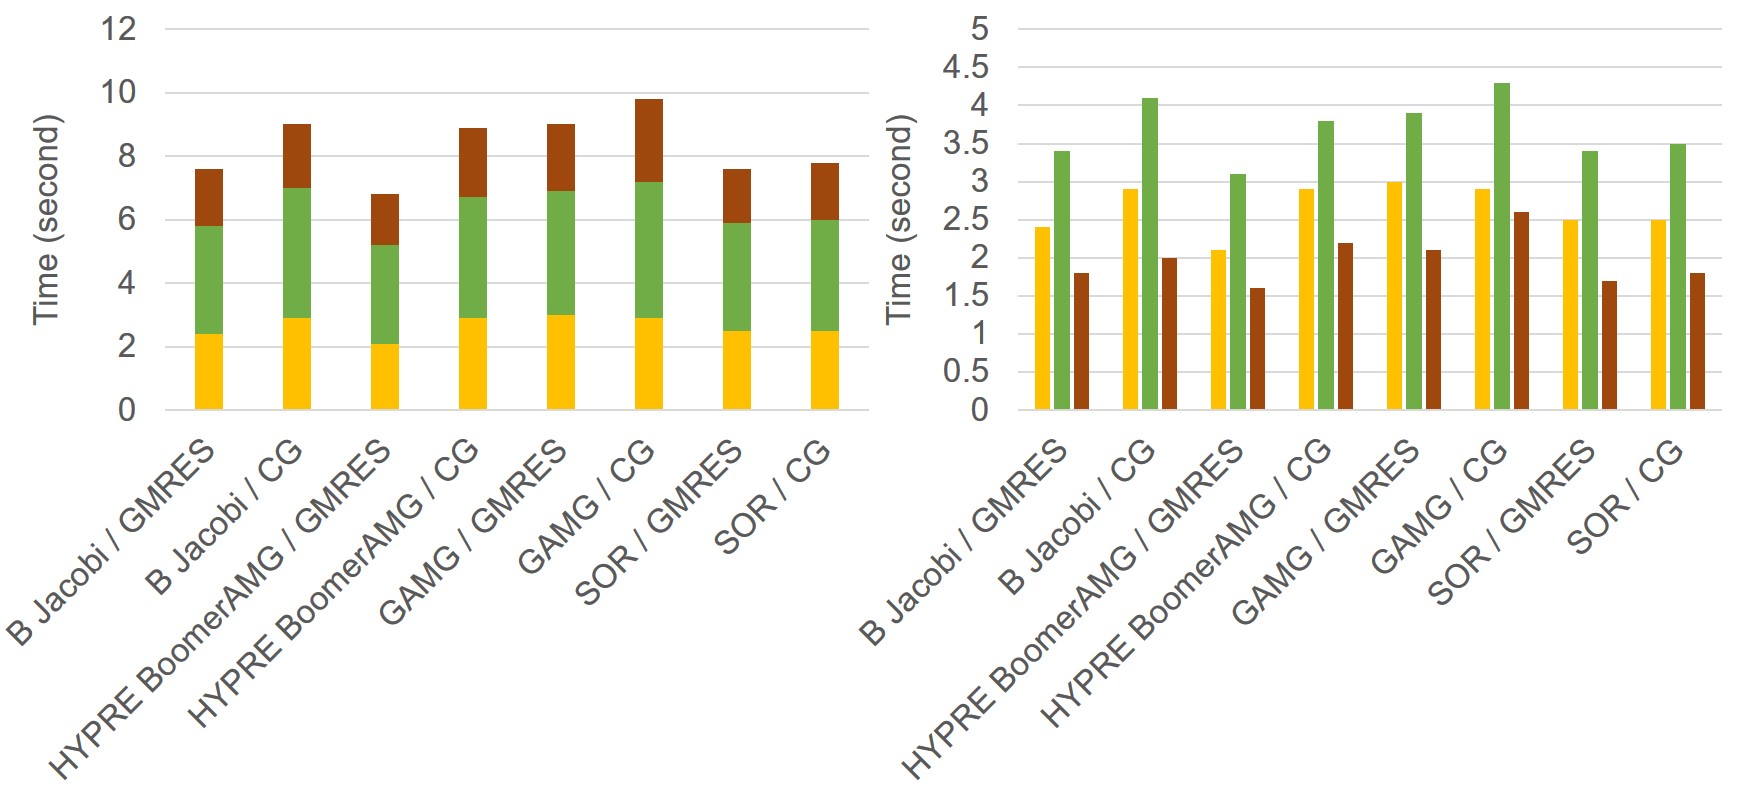 12
10
8
6
4
2
0
Time (second)
B Jacobi / GMRES
B Jacobi / CG
HYPRE BoomerAMG / GMRES
HYPRE BoomerAMG / CG
GAMG / GMRES
GAMG / CG
SOR / GMRES
SOR / CG
5
4.5
4
3.5
3
2.5
2
1.5
1
0.5
0
Time (second)
B Jacobi / GMRES
B Jacobi / CG
HYPRE BoomerAMG / GMRES
HYPRE BoomerAMG / CG
GAMG / GMRES
GAMG / CG
SOR / GMRES
SOR / CG